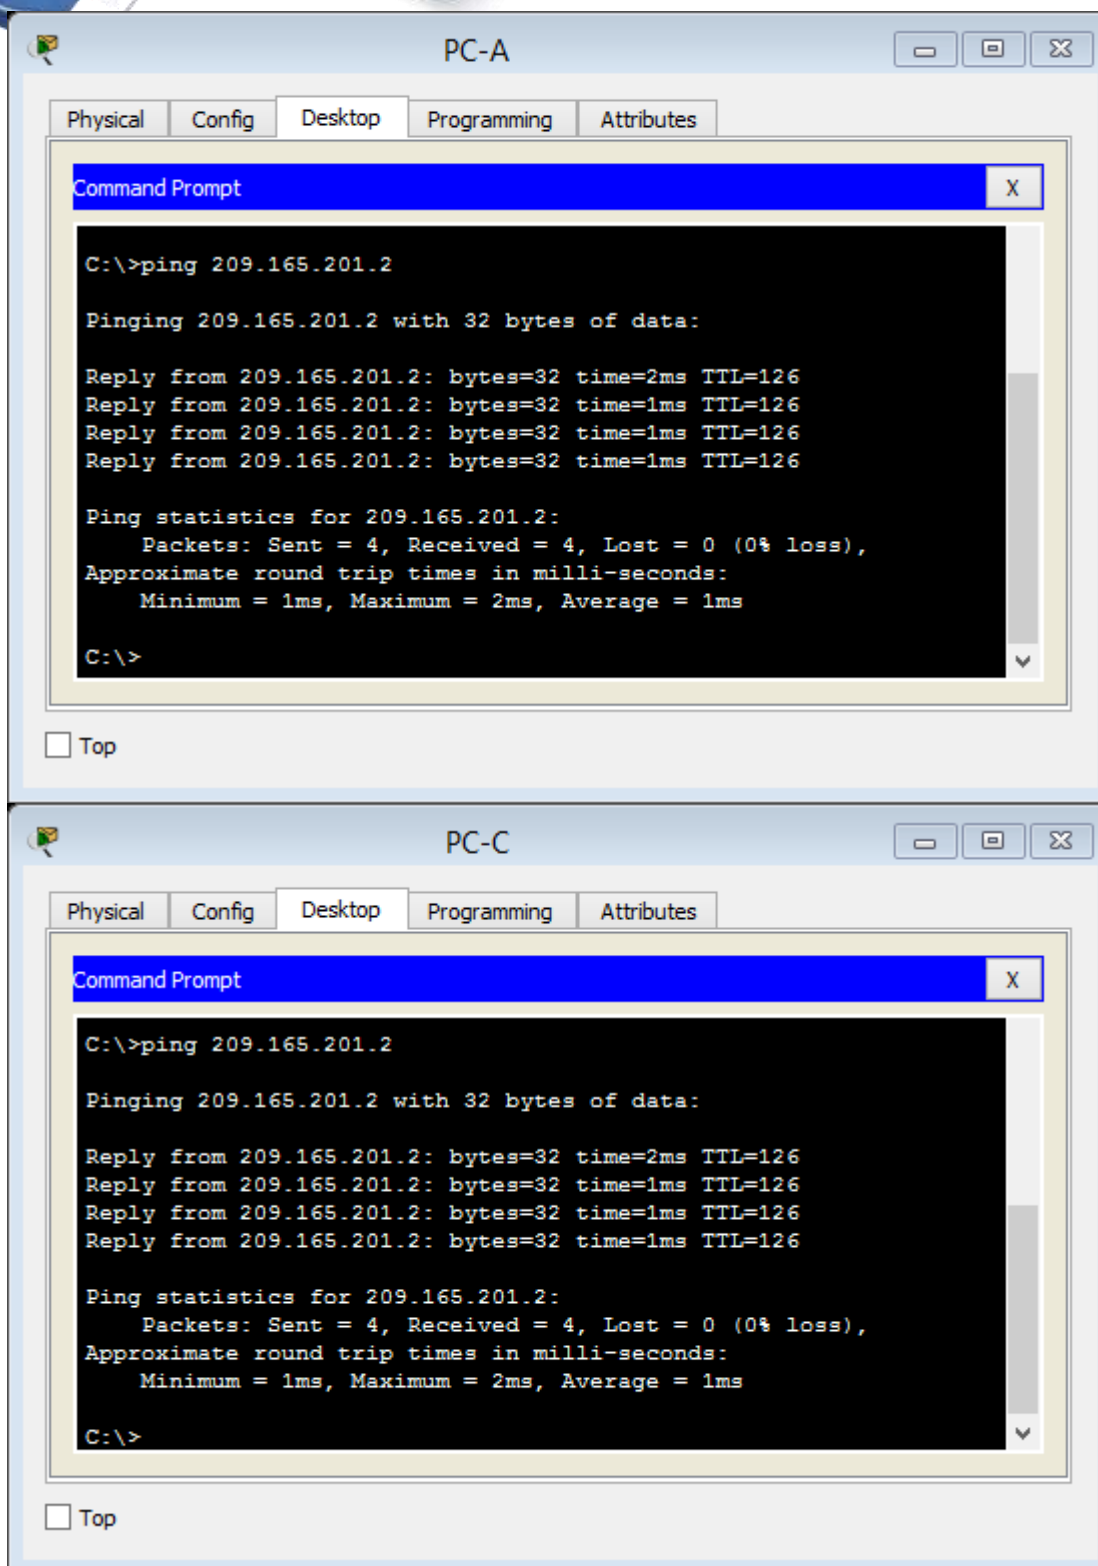 PC-A
Physical Config Desktop Programming Attributes
Command Prompt X
C:\>ping 209.165.201.2
Pinging 209.165.201.2 with 32 bytes of data:
Reply from 209.165.201.2: bytes=32 time=2ms TTL=126
Reply from 209.165.201.2: bytes=32 time=1ms TTL=126
Reply from 209.165.201.2: bytes=32 time=1ms TTL=126
Reply from 209.165.201.2: bytes=32 time=1ms TTL=126
Ping statistics for 209.165.201.2:
Packets: Sent = 4, Received = 4, Lost = 0 (0% loss),
Approximate round trip times in milli-seconds:
Minimum = 1ms, Maximum = 2ms, Average = 1ms
C:\>
Top
PC-C
Physical Config Desktop Programming Attributes
Command Prompt X
C:\>ping 209.165.201.2
Pinging 209.165.201.2 with 32 bytes of data:
Reply from 209.165.201.2: bytes=32 time=2ms TTL=126
Reply from 209.165.201.2: bytes=32 time=1ms TTL=126
Reply from 209.165.201.2: bytes=32 time=1ms TTL=126
Reply from 209.165.201.2: bytes=32 time=1ms TTL=126
Ping statistics for 209.165.201.2:
Packets: Sent = 4, Received = 4, Lost = 0 (0% loss),
Approximate round trip times in milli-seconds:
Minimum = 1ms, Maximum = 2ms, Average = 1ms
C:\>
Top